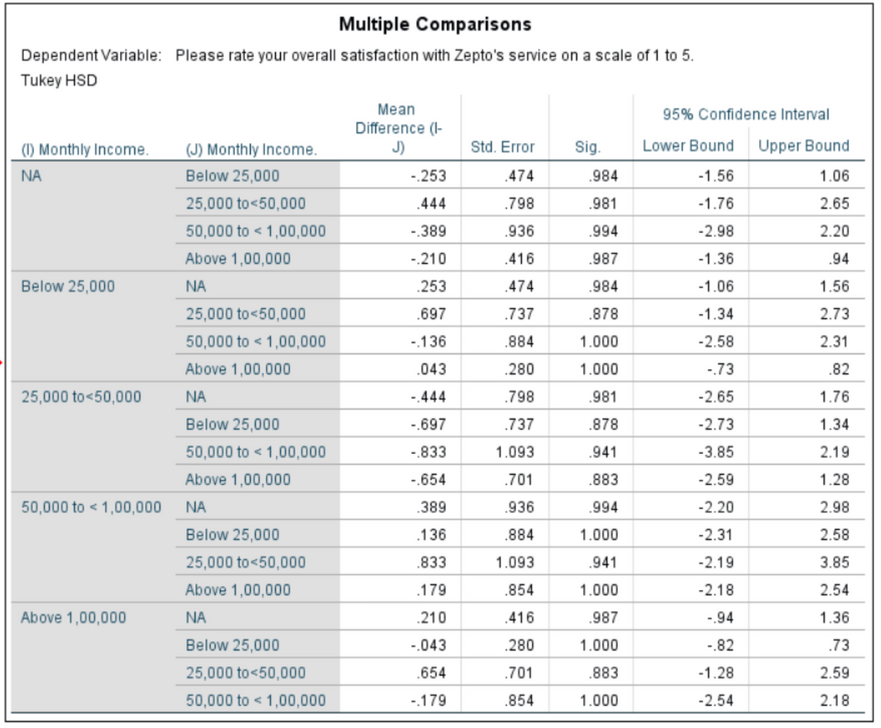 Multiple Comparisons
Dependent Variable: Please rate your overall satisfaction with Zepto's service on a scale of 1 to 5.
Tukey HSD
(I) Monthly Income. (J) Monthly Income. Mean Difference (I-J) Std. Error Sig. 95% Confidence Interval Lower Bound Upper Bound
NA Below 25,000 -.253 .474 .984 -1.56 1.06
25,000 to<50,000 .444 .798 .981 -1.76 2.65
50,000 to < 1,00,000 -.389 .936 .994 -2.98 2.20
Above 1,00,000 -.210 .416 .987 -1.36 .94
Below 25,000 NA .253 .474 .984 -1.06 1.56
25,000 to<50,000 .697 .737 .878 -1.34 2.73
50,000 to < 1,00,000 -.136 .884 1.000 -2.58 2.31
Above 1,00,000 .043 .280 1.000 -.73 .82
25,000 to<50,000 NA -.444 .798 .981 -2.65 1.76
Below 25,000 -.697 .737 .878 -2.73 1.34
50,000 to < 1,00,000 -.833 1.093 .941 -3.85 2.19
Above 1,00,000 -.654 .701 .883 -2.59 1.28
50,000 to < 1,00,000 NA .389 .936 .994 -2.20 2.98
Below 25,000 .136 .884 1.000 -2.31 2.58
25,000 to<50,000 .833 1.093 .941 -2.19 3.85
Above 1,00,000 .179 .854 1.000 -2.18 2.54
Above 1,00,000 NA .210 .416 .987 -.94 1.36
Below 25,000 -.043 .280 1.000 -.82 .73
25,000 to<50,000 .654 .701 .883 -1.28 2.59
50,000 to < 1,00,000 -.179 .854 1.000 -2.54 2.18